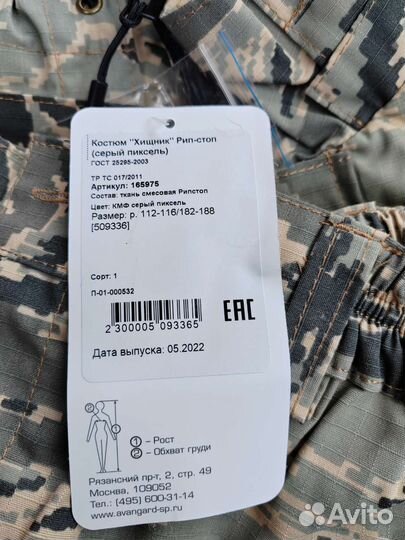 Костюм "Хищник" Рип-стоп
(серый пиксель)
ГОСТ 25295-2003
ТР ТС 017/2011
Артикул: 165975
Состав: ткань смесовая Рипстоп
Цвет: КМФ серый пиксель
Размер: р. 112-116/182-188
[509336]
Сорт: 1
П-01-000532
2 300005 093365
ЕАС
Дата выпуска: 05.2022
1 – Рост
2 – Обхват груди
Рязанский пр-т, 2, стр. 49
Москва, 109052
Тел.: (495) 600-31-14
www.avangard-sp.ru
Avito